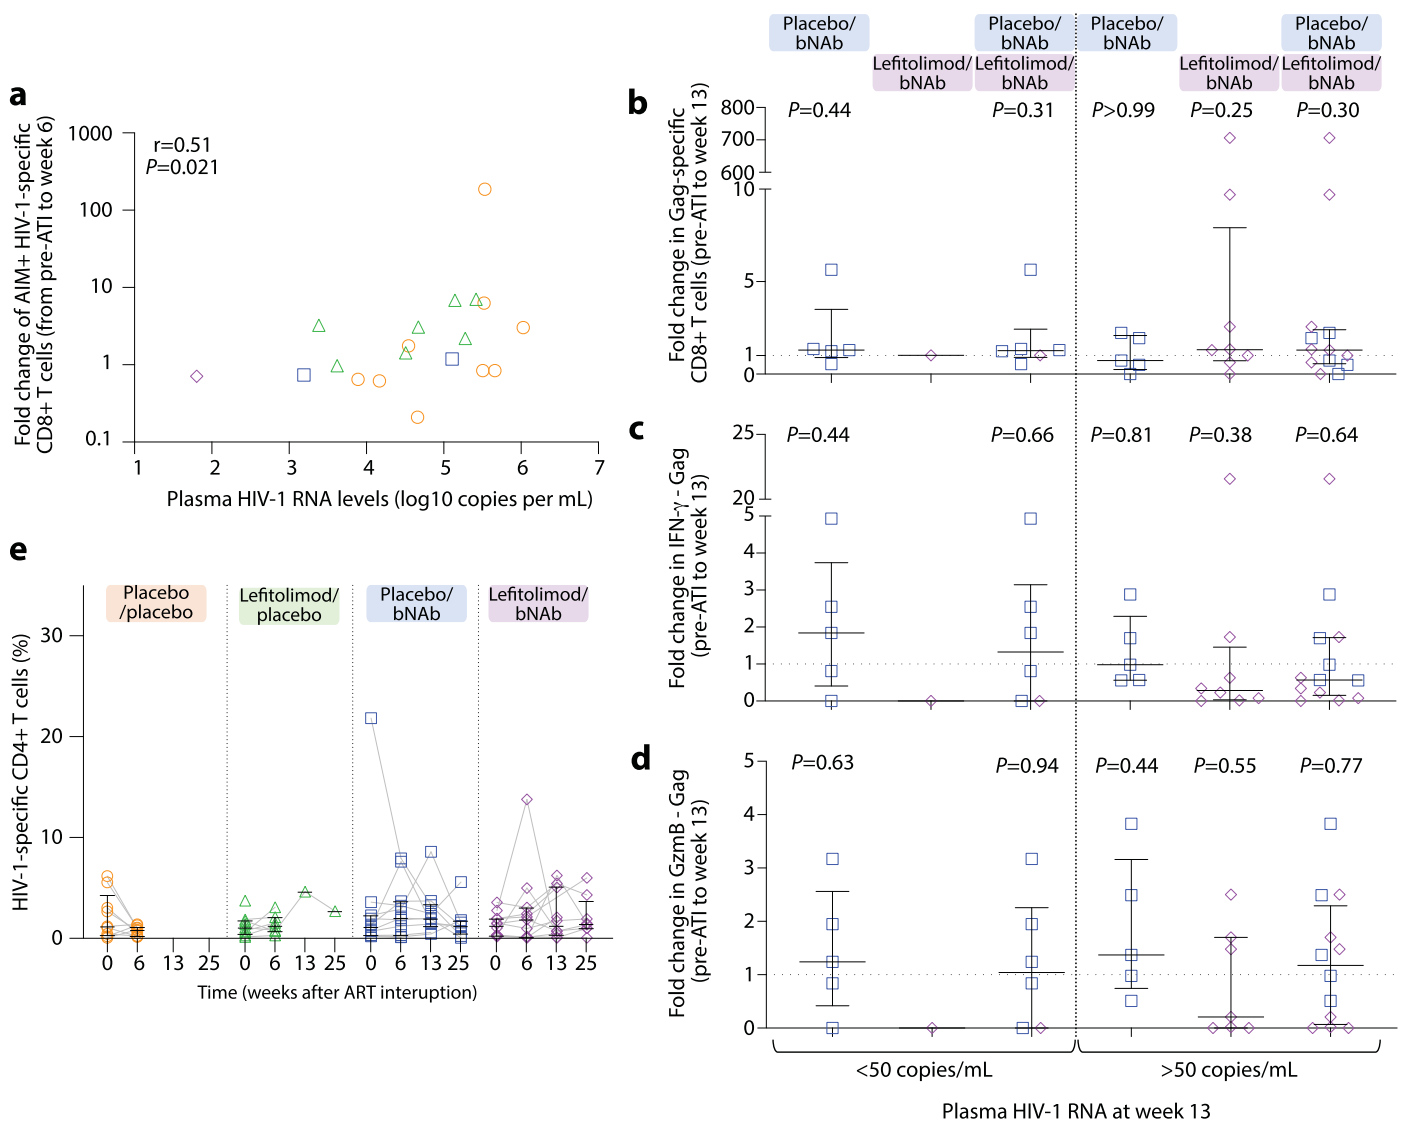 a
Fold change of AIM+ HIV-1-specific
CD8+ T cells (from pre-ATI to week 6)
1000
100
10
1
0.1
r=0.51
P=0.021
1 2 3 4 5 6 7
Plasma HIV-1 RNA levels (log10 copies per mL)
Placebo/
bNAb
Lefitolimod/
bNAb
Placebo/
bNAb
Lefitolimod/
bNAb
Placebo/
bNAb
Lefitolimod/
bNAb
Placebo/
bNAb
Lefitolimod/
bNAb
b
Fold change in Gag-specific
CD8+ T cells (pre-ATI to week 13)
800
700
600
10
5
1
0
P=0.44 P=0.31 P>0.99 P=0.25 P=0.30
c
Fold change in IFN-γ - Gag
(pre-ATI to week 13)
25
20
5
4
3
2
1
0
P=0.44 P=0.66 P=0.81 P=0.38 P=0.64
d
Fold change in GzmB - Gag
(pre-ATI to week 13)
5
4
3
2
1
0
P=0.63 P=0.94 P=0.44 P=0.55 P=0.77
<50 copies/mL >50 copies/mL
Plasma HIV-1 RNA at week 13
e
HIV-1-specific CD4+ T cells (%)
30
20
10
0
Placebo
/placebo
Lefitolimod/
placebo
Placebo/
bNAb
Lefitolimod/
bNAb
0 6 13 25 0 6 13 25 0 6 13 25 0 6 13 25
Time (weeks after ART interuption)